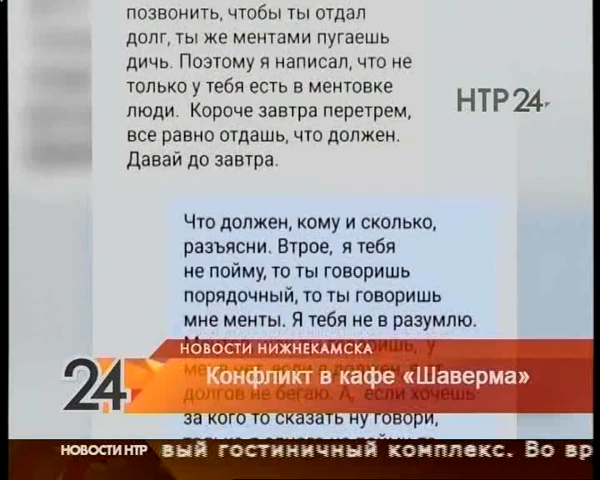 позвонить, чтобы ты отдал
долг, ты же ментами пугаешь
дичь. Поэтому я написал, что не
только у тебя есть в ментовке
люди. Короче завтра перетрем,
все равно отдашь, что должен.
Давай до завтра.
НТР 24
Что должен, кому и сколько,
разъясни. Втрое, я тебя
не пойму, то ты говоришь
порядочный, то ты говоришь
мне менты. Я тебя не в разумлю.
НОВОСТИ НИЖНЕКАМСКА
24
Конфликт в кафе «Шаверма»
долгов не бегаю. А, если хочешь
за кого то сказать ну говори,
НОВОСТИ НТР
вый гостиничный комплекс. Во вр